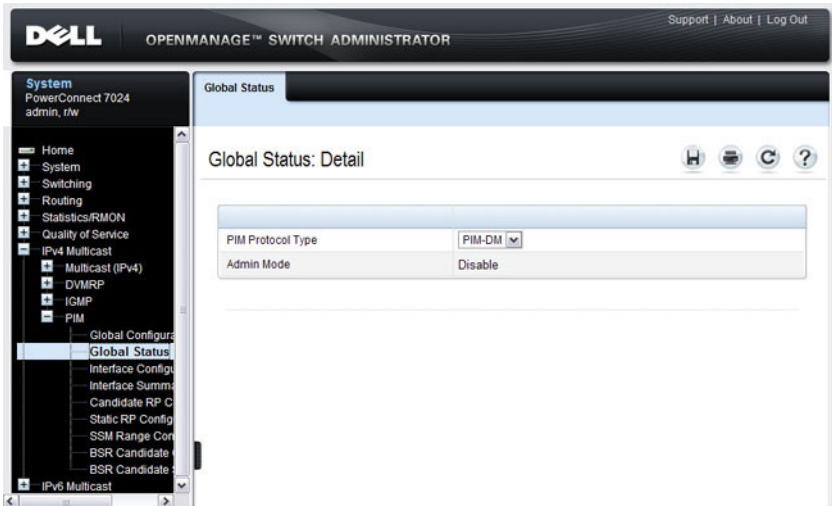 Support | About | Log Out
DELL
OPENMANAGE™ SWITCH ADMINISTRATOR
System
PowerConnect 7024
admin, r/w
Home
System
Switching
Routing
Statistics/RMON
Quality of Service
IPv4 Multicast
Multicast (IPv4)
DVMRP
IGMP
PIM
Global Configura
Global Status
Interface Configu
Interface Summa
Candidate RP C
Static RP Config
SSM Range Con
BSR Candidate
BSR Candidate
IPv6 Multicast
Global Status
Global Status: Detail
PIM Protocol Type PIM-DM
Admin Mode Disable